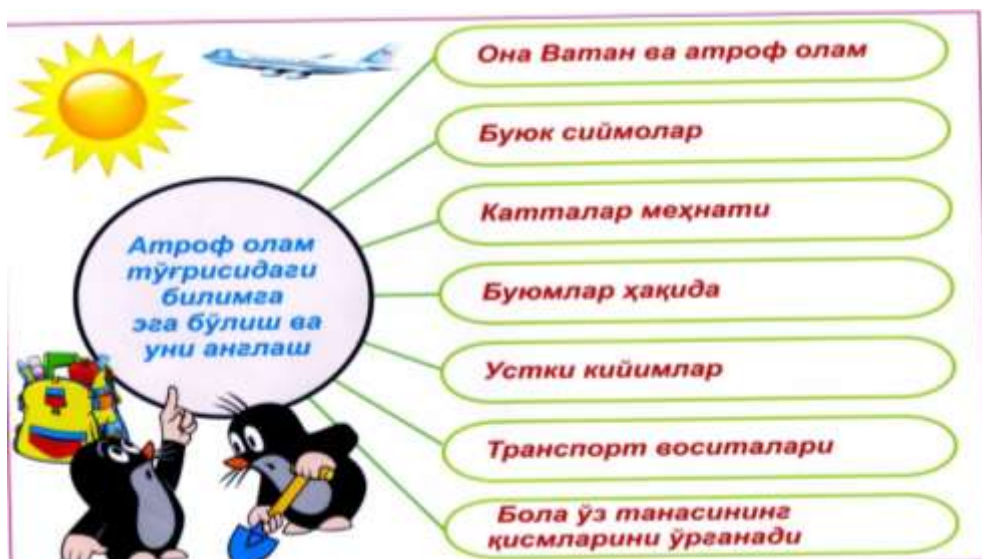 Атроф олам
тўғрисидаги
билимга
эга бўлиш ва
уни англаш
Она Ватан ва атроф олам
Буюк сиймолар
Катталар меҳнати
Буюмлар ҳақида
Устки кийимлар
Транспорт воситалари
Бола ўз танасининг
қисмларини ўрганади